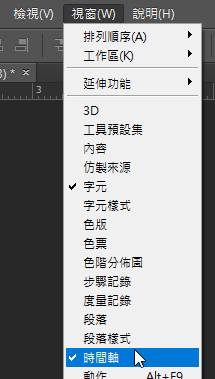 檢視(V) 視窗(W) 說明(H)
3) * ×
排列順序(A)
工作區(K)
延伸功能
3
3D
工具預設集
內容
仿製來源
字元
字元樣式
色版
色票
色階分佈圖
步驟記錄
度量記錄
段落
段落樣式
時間軸
動作 Alt+F9